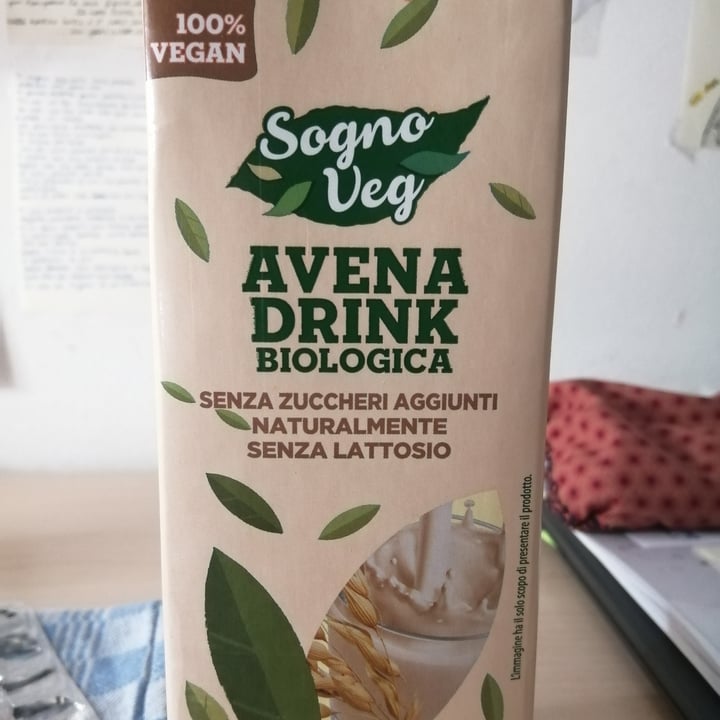 100%
VEGAN
Sogno
Veg
AVENA
DRINK
BIOLOGICA
SENZA ZUCCHERI AGGIUNTI
NATURALMENTE
SENZA LATTOSIO
L'immagine ha il solo scopo di presentare il prodotto.